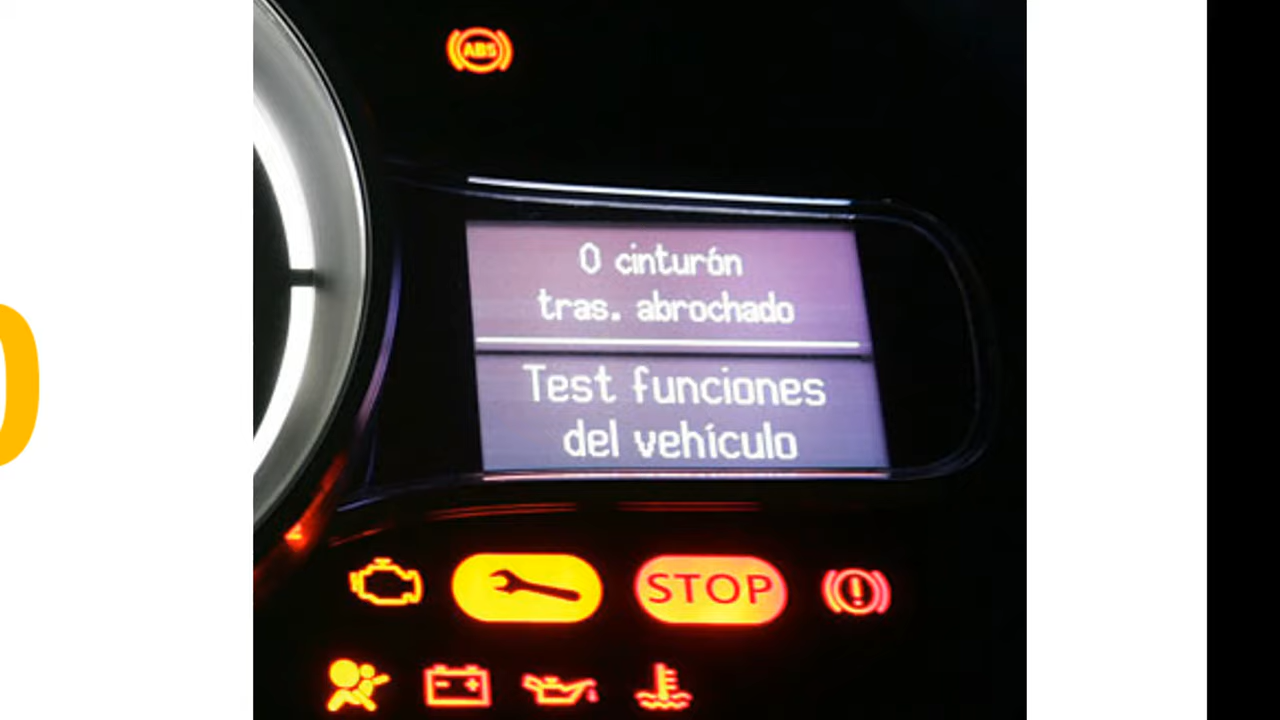 ABS
0 cinturón
tras. abrochado
Test funciones
del vehículo
STOP